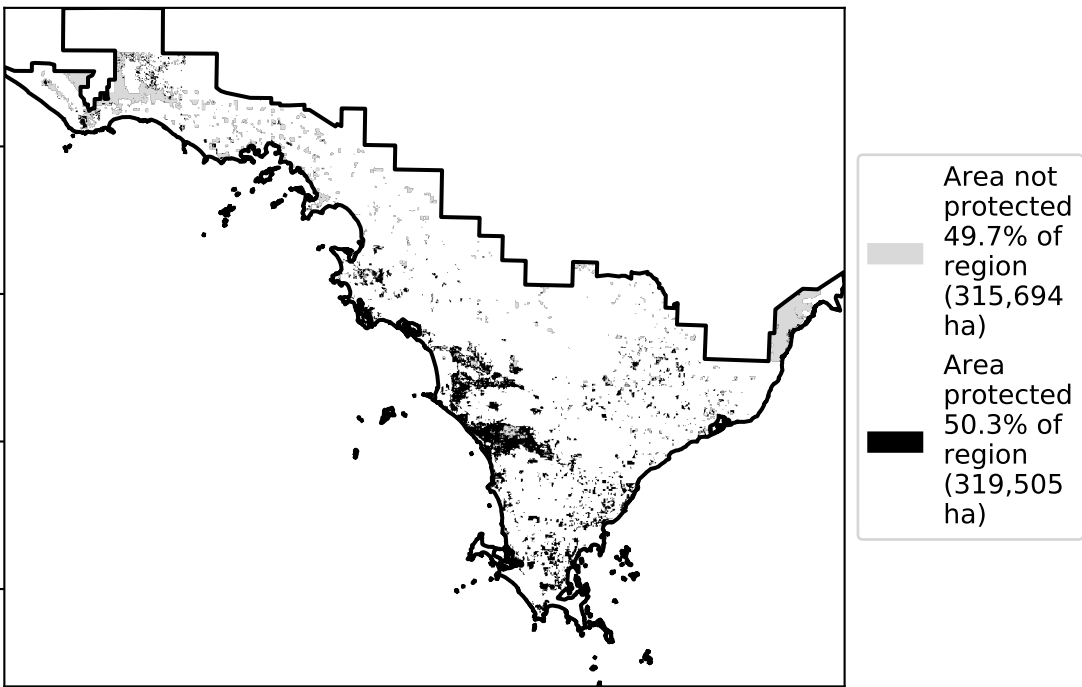 Area not
protected
49.7% of
region
(315,694
ha)
Area
protected
50.3% of
region
(319,505
ha)